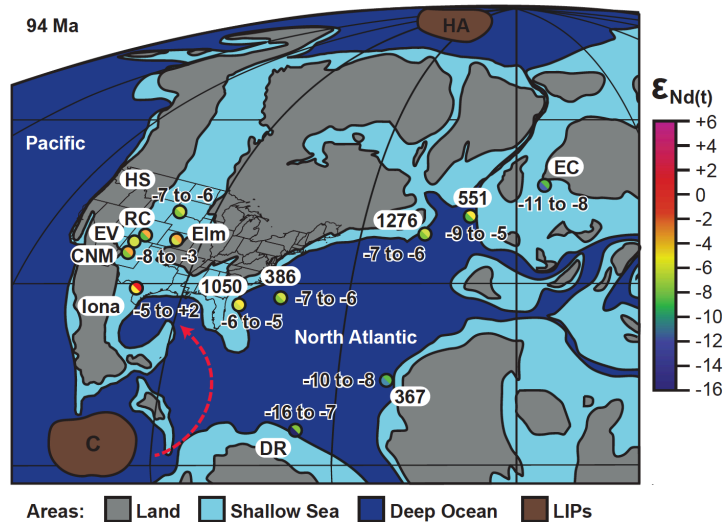 94 Ma
HA
εNd(t)
Pacific
+6
+4
+2
0
-2
-4
-6
-8
-10
-12
-14
-16
HS
-7 to -6
EC
-11 to -8
RC
EV
Elm
CNM
-8 to -3
551
1276
-9 to -5
-7 to -6
1050
386
Iona
-5 to +2
-7 to -6
-6 to -5
North Atlantic
-10 to -8
367
-16 to -7
DR
C
Areas: Land Shallow Sea Deep Ocean LIPs